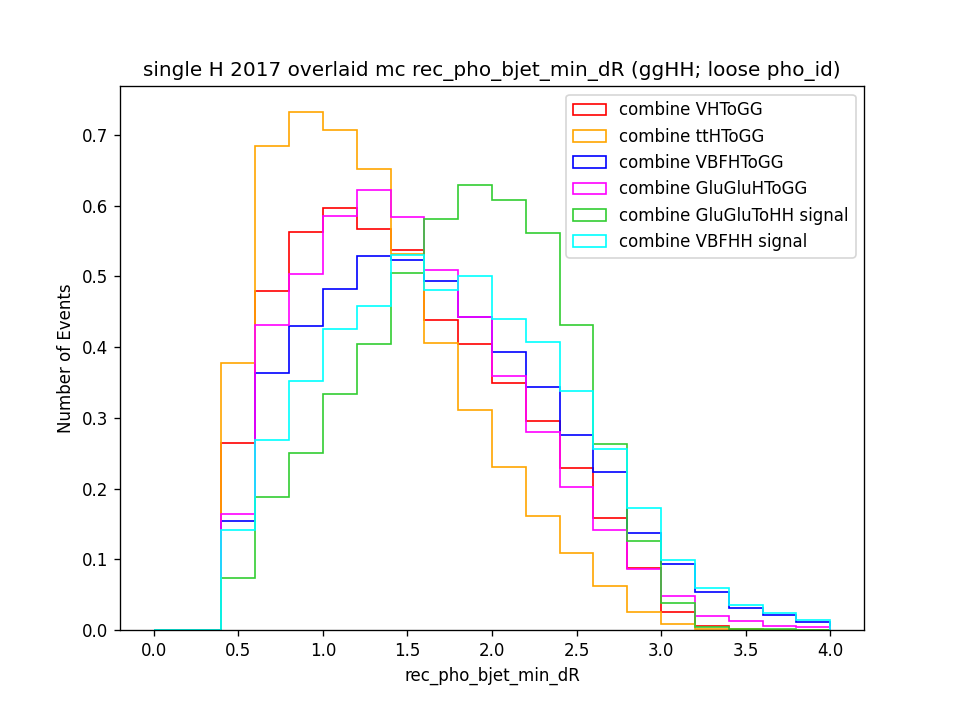 single H 2017 overlaid mc rec_pho_bjet_min_dR (ggHH; loose pho_id)
combine VHToGG
combine ttHToGG
combine VBFHToGG
combine GluGluHToGG
combine GluGluToHH signal
combine VBFHH signal
Number of Events
0.7
0.6
0.5
0.4
0.3
0.2
0.1
0.0
0.0 0.5 1.0 1.5 2.0 2.5 3.0 3.5 4.0
rec_pho_bjet_min_dR